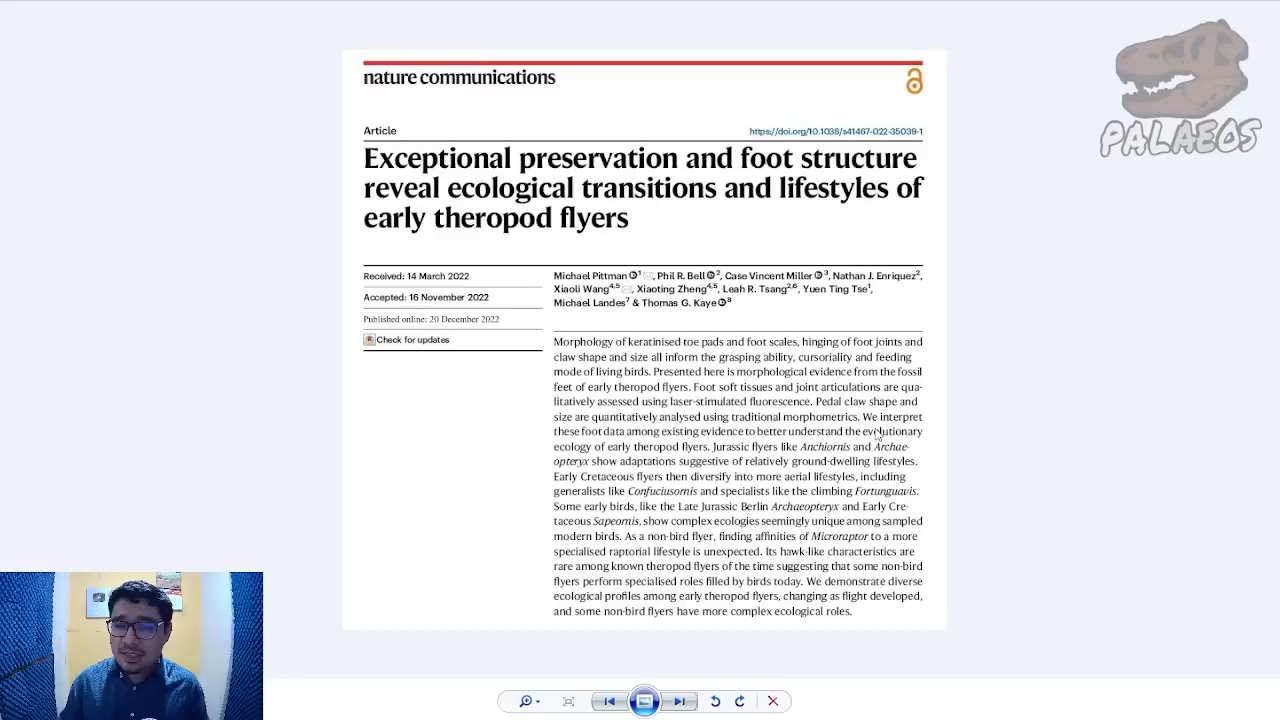 PALAEOS
nature communications
Article
https://doi.org/10.1038/s41467-022-35039-1
Exceptional preservation and foot structure
reveal ecological transitions and lifestyles of
early theropod flyers
Received: 14 March 2022
Accepted: 16 November 2022
Published online: 20 December 2022
Check for updates
Michael Pittman 1, Phil R. Bell 2, Case Vincent Miller 3, Nathan J. Enriquez2,
Xiaoli Wang4,5, Xiaoting Zheng4,5, Leah R. Tsang2,6, Yuen Ting Tse1,
Michael Landes7 & Thomas G. Kaye 8
Morphology of keratinised toe pads and foot scales, hinging of foot joints and
claw shape and size all inform the grasping ability, cursoriality and feeding
mode of living birds. Presented here is morphological evidence from the fossil
feet of early theropod flyers. Foot soft tissues and joint articulations are qua-
litatively assessed using laser-stimulated fluorescence. Pedal claw shape and
size are quantitatively analysed using traditional morphometrics. We interpret
these foot data among existing evidence to better understand the evolutionary
ecology of early theropod flyers. Jurassic flyers like Anchiornis and Archae-
opteryx show adaptations suggestive of relatively ground-dwelling lifestyles.
Early Cretaceous flyers then diversify into more aerial lifestyles, including
generalists like Confuciusornis and specialists like the climbing Fortunguavis.
Some early birds, like the Late Jurassic Berlin Archaeopteryx and Early Cre-
taceous Sapeornis, show complex ecologies seemingly unique among sampled
modern birds. As a non-bird flyer, finding affinities of Microraptor to a more
specialised raptorial lifestyle is unexpected. Its hawk-like characteristics are
rare among known theropod flyers of the time suggesting that some non-bird
flyers perform specialised roles filled by birds today. We demonstrate diverse
ecological profiles among early theropod flyers, changing as flight developed,
and some non-bird flyers have more complex ecological roles.